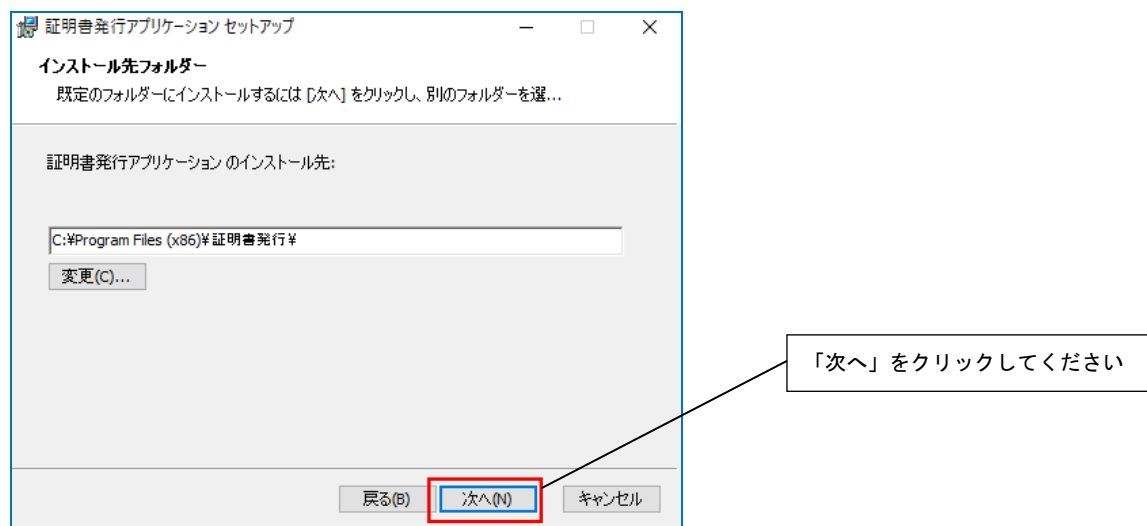 証明書発行アプリケーション セットアップ
インストール先フォルダー
既定のフォルダーにインストールするには [次へ] をクリックし、別のフォルダーを選...
証明書発行アプリケーション のインストール先:
C:¥Program Files (x86)¥証明書発行¥
変更(C)...
「次へ」をクリックしてください
戻る(B) 次へ(N) キャンセル